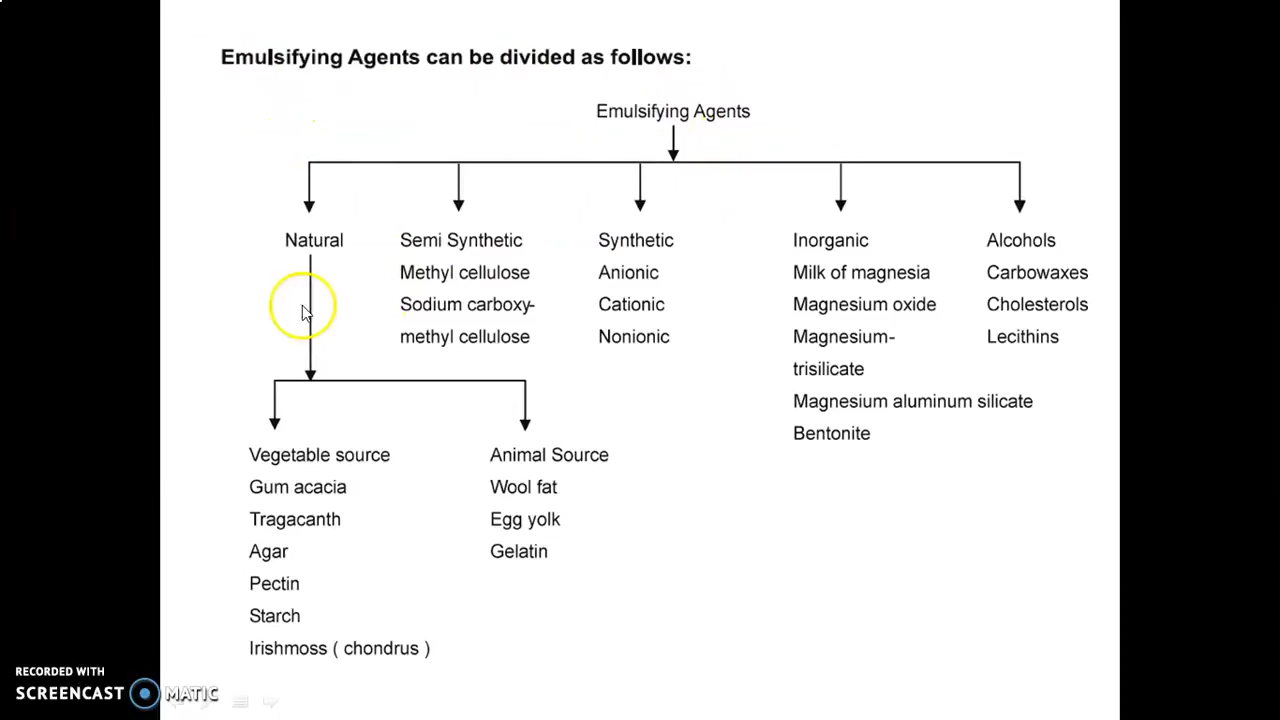 Emulsifying Agents can be divided as follows:
Emulsifying Agents
Natural
Semi Synthetic
Methyl cellulose
Sodium carboxy-
methyl cellulose
Synthetic
Anionic
Cationic
Nonionic
Inorganic
Milk of magnesia
Magnesium oxide
Magnesium-
trisilicate
Magnesium aluminum silicate
Bentonite
Alcohols
Carbowaxes
Cholesterols
Lecithins
Vegetable source
Gum acacia
Tragacanth
Agar
Pectin
Starch
Irishmoss ( chondrus )
Animal Source
Wool fat
Egg yolk
Gelatin
RECORDED WITH
SCREENCAST MATIC